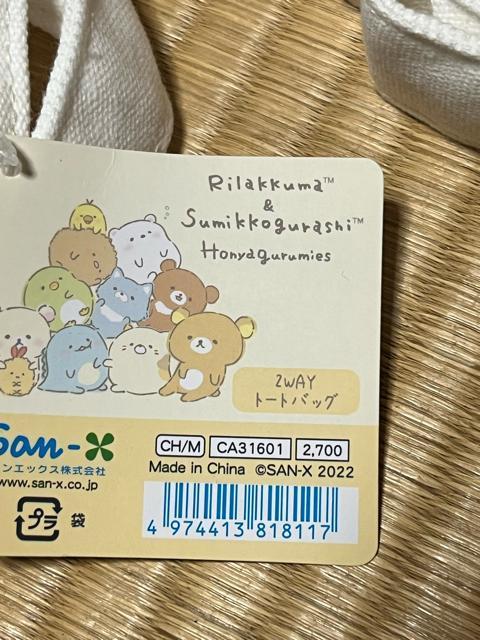 Rilakkuma™
&
Sumikkogurashi™
Honyagurumies
2WAY
トートバッグ
San-X
ンエックス株式会社
www.san-x.co.jp
CH/M CA31601 2,700
Made in China ©SAN-X 2022
プラ 袋
4 974413 818117